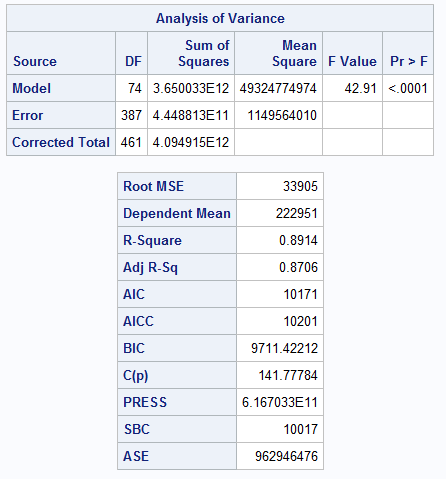 Analysis of Variance
Source DF Sum of Squares Mean Square F Value Pr > F
Model 74 3.650033E12 49324774974 42.91 <.0001
Error 387 4.448813E11 1149564010
Corrected Total 461 4.094915E12
Root MSE 33905
Dependent Mean 222951
R-Square 0.8914
Adj R-Sq 0.8706
AIC 10171
AICC 10201
BIC 9711.42212
C(p) 141.77784
PRESS 6.167033E11
SBC 10017
ASE 962946476